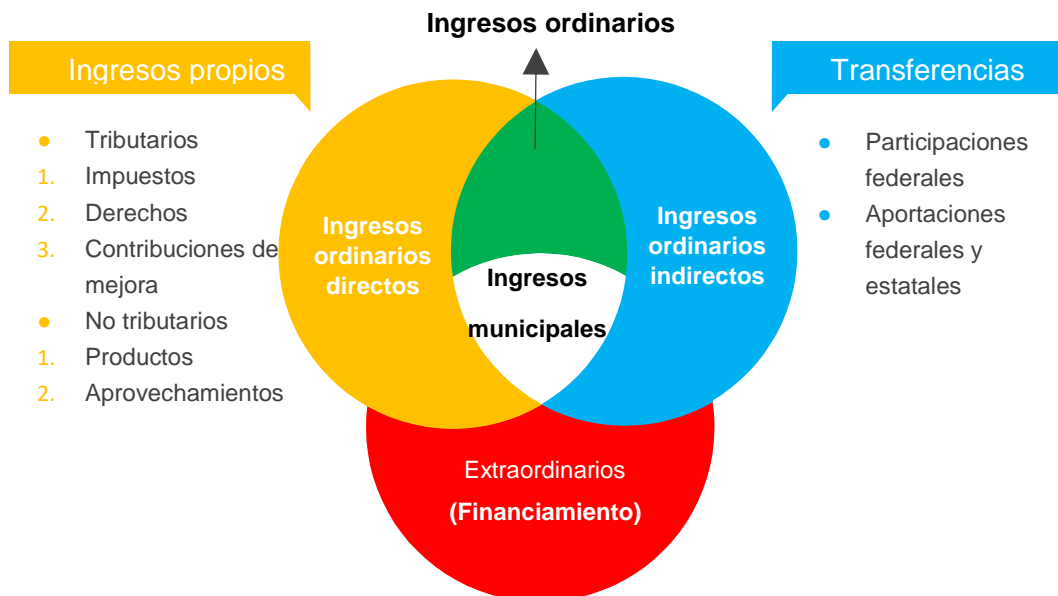 Ingresos ordinarios
Ingresos propios
● Tributarios
1. Impuestos
2. Derechos
3. Contribuciones de
mejora
● No tributarios
1. Productos
2. Aprovechamientos
Ingresos
ordinarios
directos
Ingresos
municipales
Ingresos
ordinarios
indirectos
Extraordinarios
(Financiamiento)
Transferencias
● Participaciones
federales
● Aportaciones
federales y
estatales